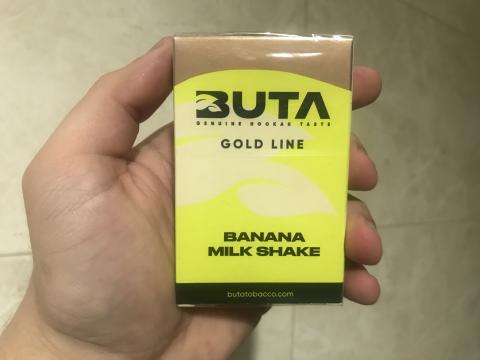 BUTA
GENUINE HOOKAH TASTE
GOLD LINE
BANANA
MILK SHAKE
butatobacco.com